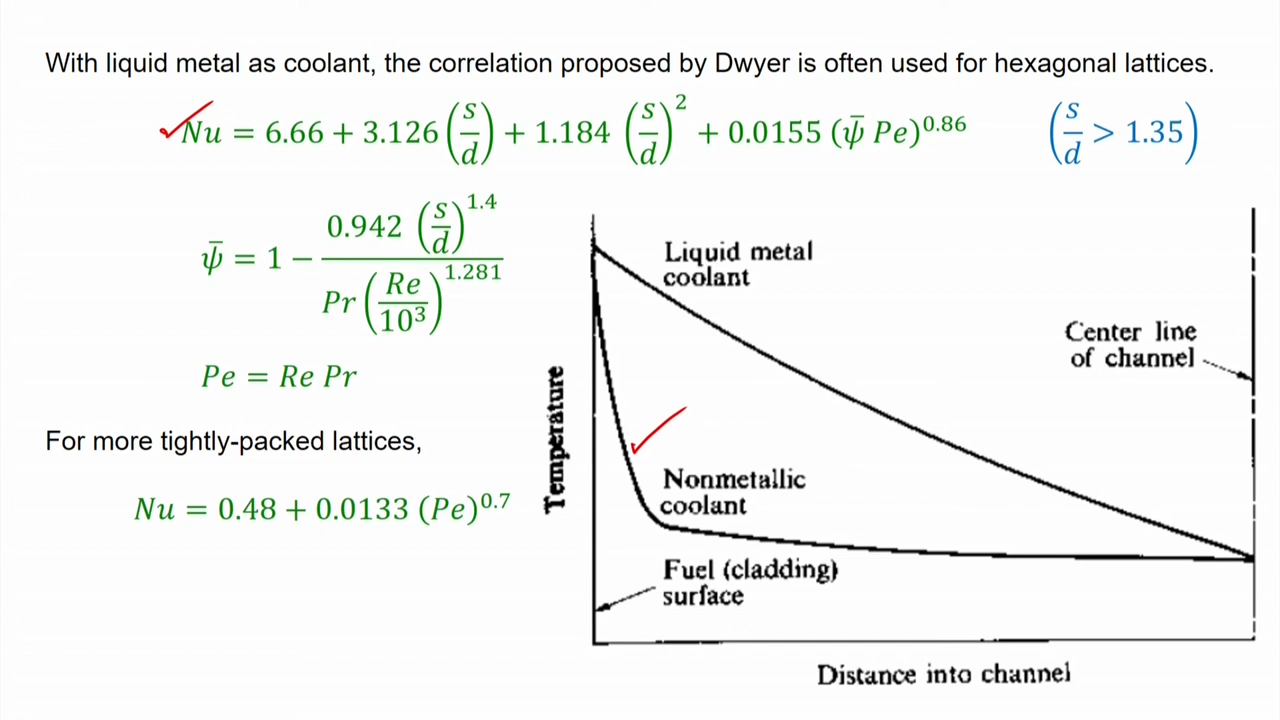 With liquid metal as coolant, the correlation proposed by Dwyer is often used for hexagonal lattices.
Nu = 6.66 + 3.126 (s/d) + 1.184 (s/d)² + 0.0155 (ψ̄ Pe)^0.86 (s/d > 1.35)
ψ̄ = 1 − 0.942 (s/d)^1.4 / Pr (Re/10³)^1.281
Pe = Re Pr
For more tightly-packed lattices,
Nu = 0.48 + 0.0133 (Pe)^0.7
Liquid metal
coolant
Center line
of channel
Temperature
Nonmetallic
coolant
Fuel (cladding)
surface
Distance into channel